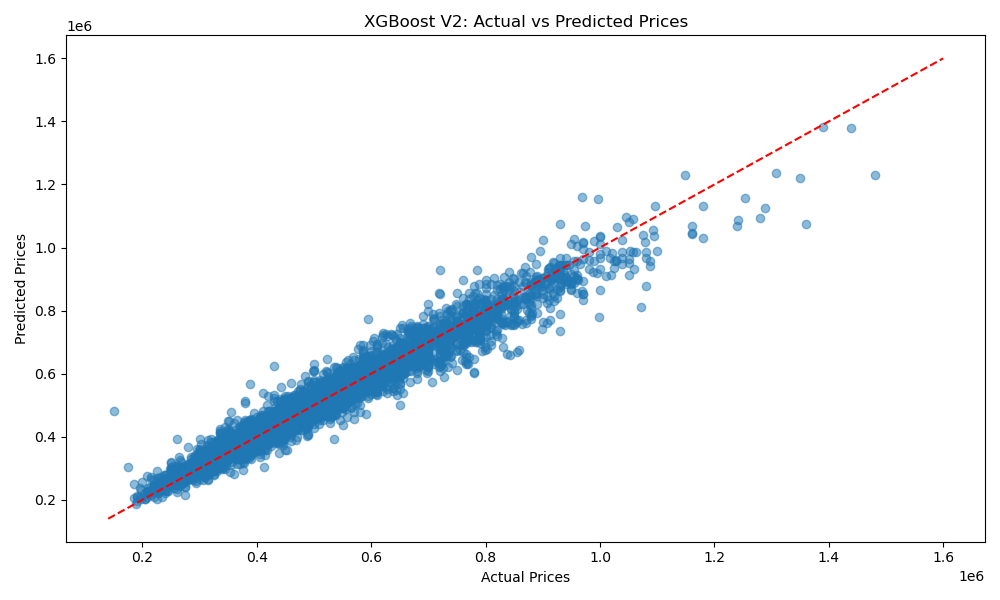 XGBoost V2: Actual vs Predicted Prices
1e6
1.6
1.4
1.2
1.0
0.8
0.6
0.4
0.2
Predicted Prices
0.2 0.4 0.6 0.8 1.0 1.2 1.4 1.6
1e6
Actual Prices